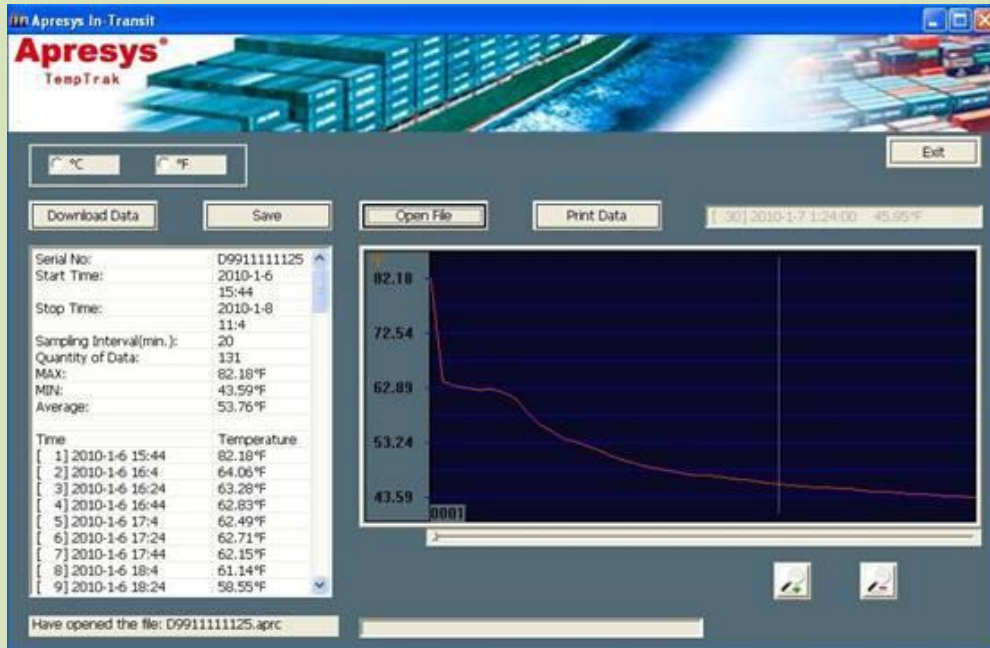 Apresys In-Transit
Apresys®
TempTrak
°C °F
Exit
Download Data Save Open File Print Data [ 30] 2010-1-7 1:24:00 45.95°F
Serial No: D9911111125
Start Time: 2010-1-6
15:44
Stop Time: 2010-1-8
11:4
Sampling Interval(min.): 20
Quantity of Data: 131
MAX: 82.18°F
MIN: 43.59°F
Average: 53.76°F
Time Temperature
[ 1] 2010-1-6 15:44 82.18°F
[ 2] 2010-1-6 16:4 64.06°F
[ 3] 2010-1-6 16:24 63.28°F
[ 4] 2010-1-6 16:44 62.83°F
[ 5] 2010-1-6 17:4 62.49°F
[ 6] 2010-1-6 17:24 62.71°F
[ 7] 2010-1-6 17:44 62.15°F
[ 8] 2010-1-6 18:4 61.14°F
[ 9] 2010-1-6 18:24 58.55°F
82.18
72.54
62.89
53.24
43.59
0001
Have opened the file: D9911111125.aprc